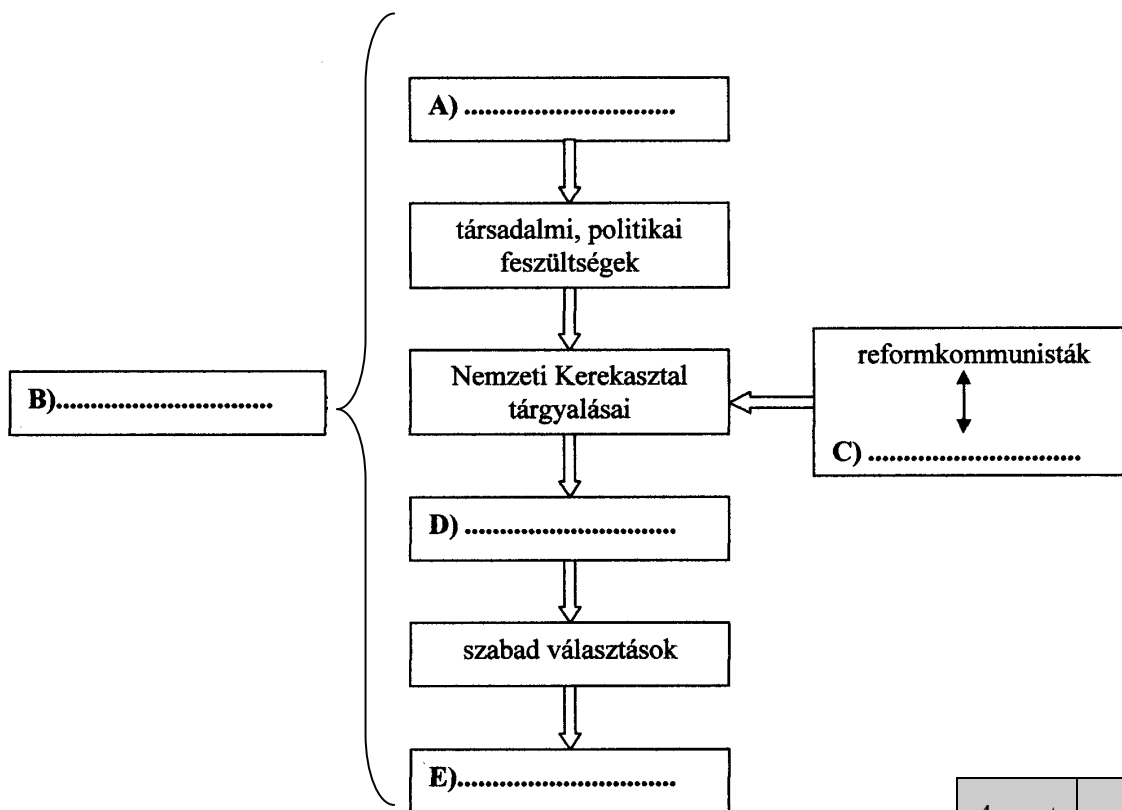 A) ..............................
társadalmi, politikai
feszültségek
reformkommunisták
Nemzeti Kerekasztal
tárgyalásai
B)...............................
C) ..............................
D) ..............................
szabad választások
E)...............................